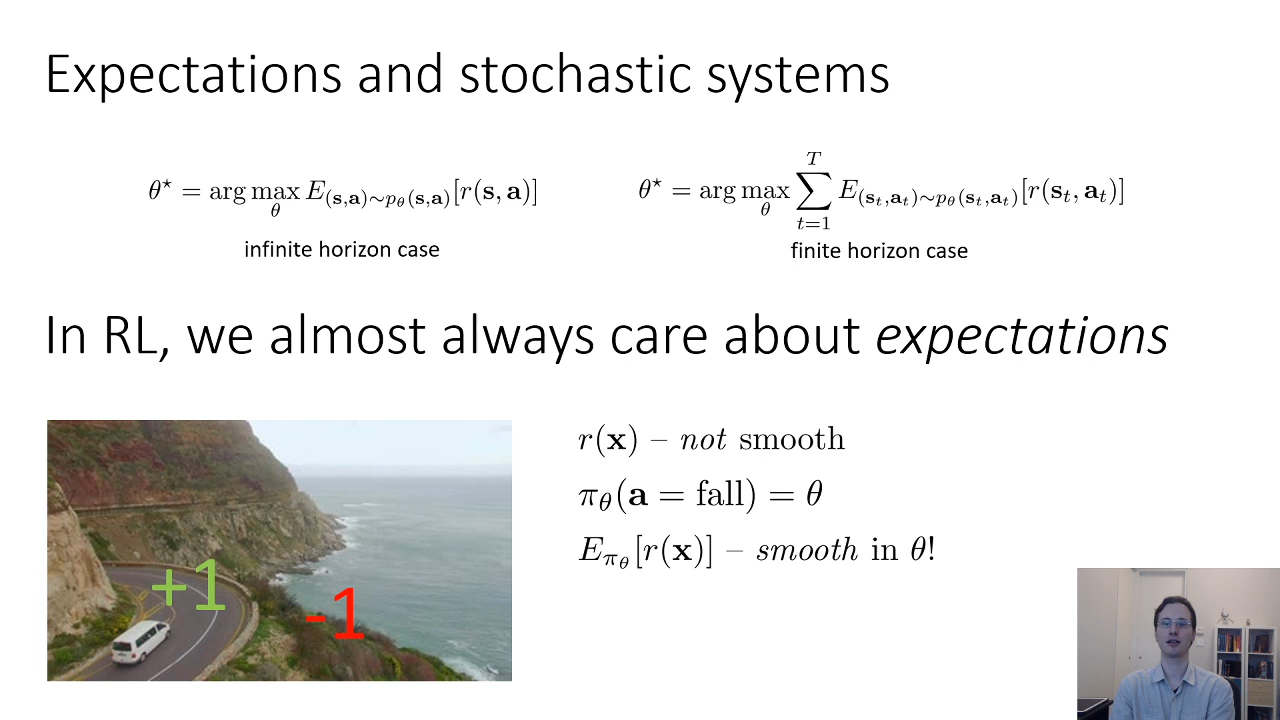 Expectations and stochastic systems
θ⋆ = arg max_θ E_{(s,a)∼p_θ(s,a)}[r(s, a)]
infinite horizon case
θ⋆ = arg max_θ ∑_{t=1}^{T} E_{(s_t,a_t)∼p_θ(s_t,a_t)}[r(s_t, a_t)]
finite horizon case
In RL, we almost always care about expectations
+1
-1
r(x) – not smooth
π_θ(a = fall) = θ
E_{π_θ}[r(x)] – smooth in θ!